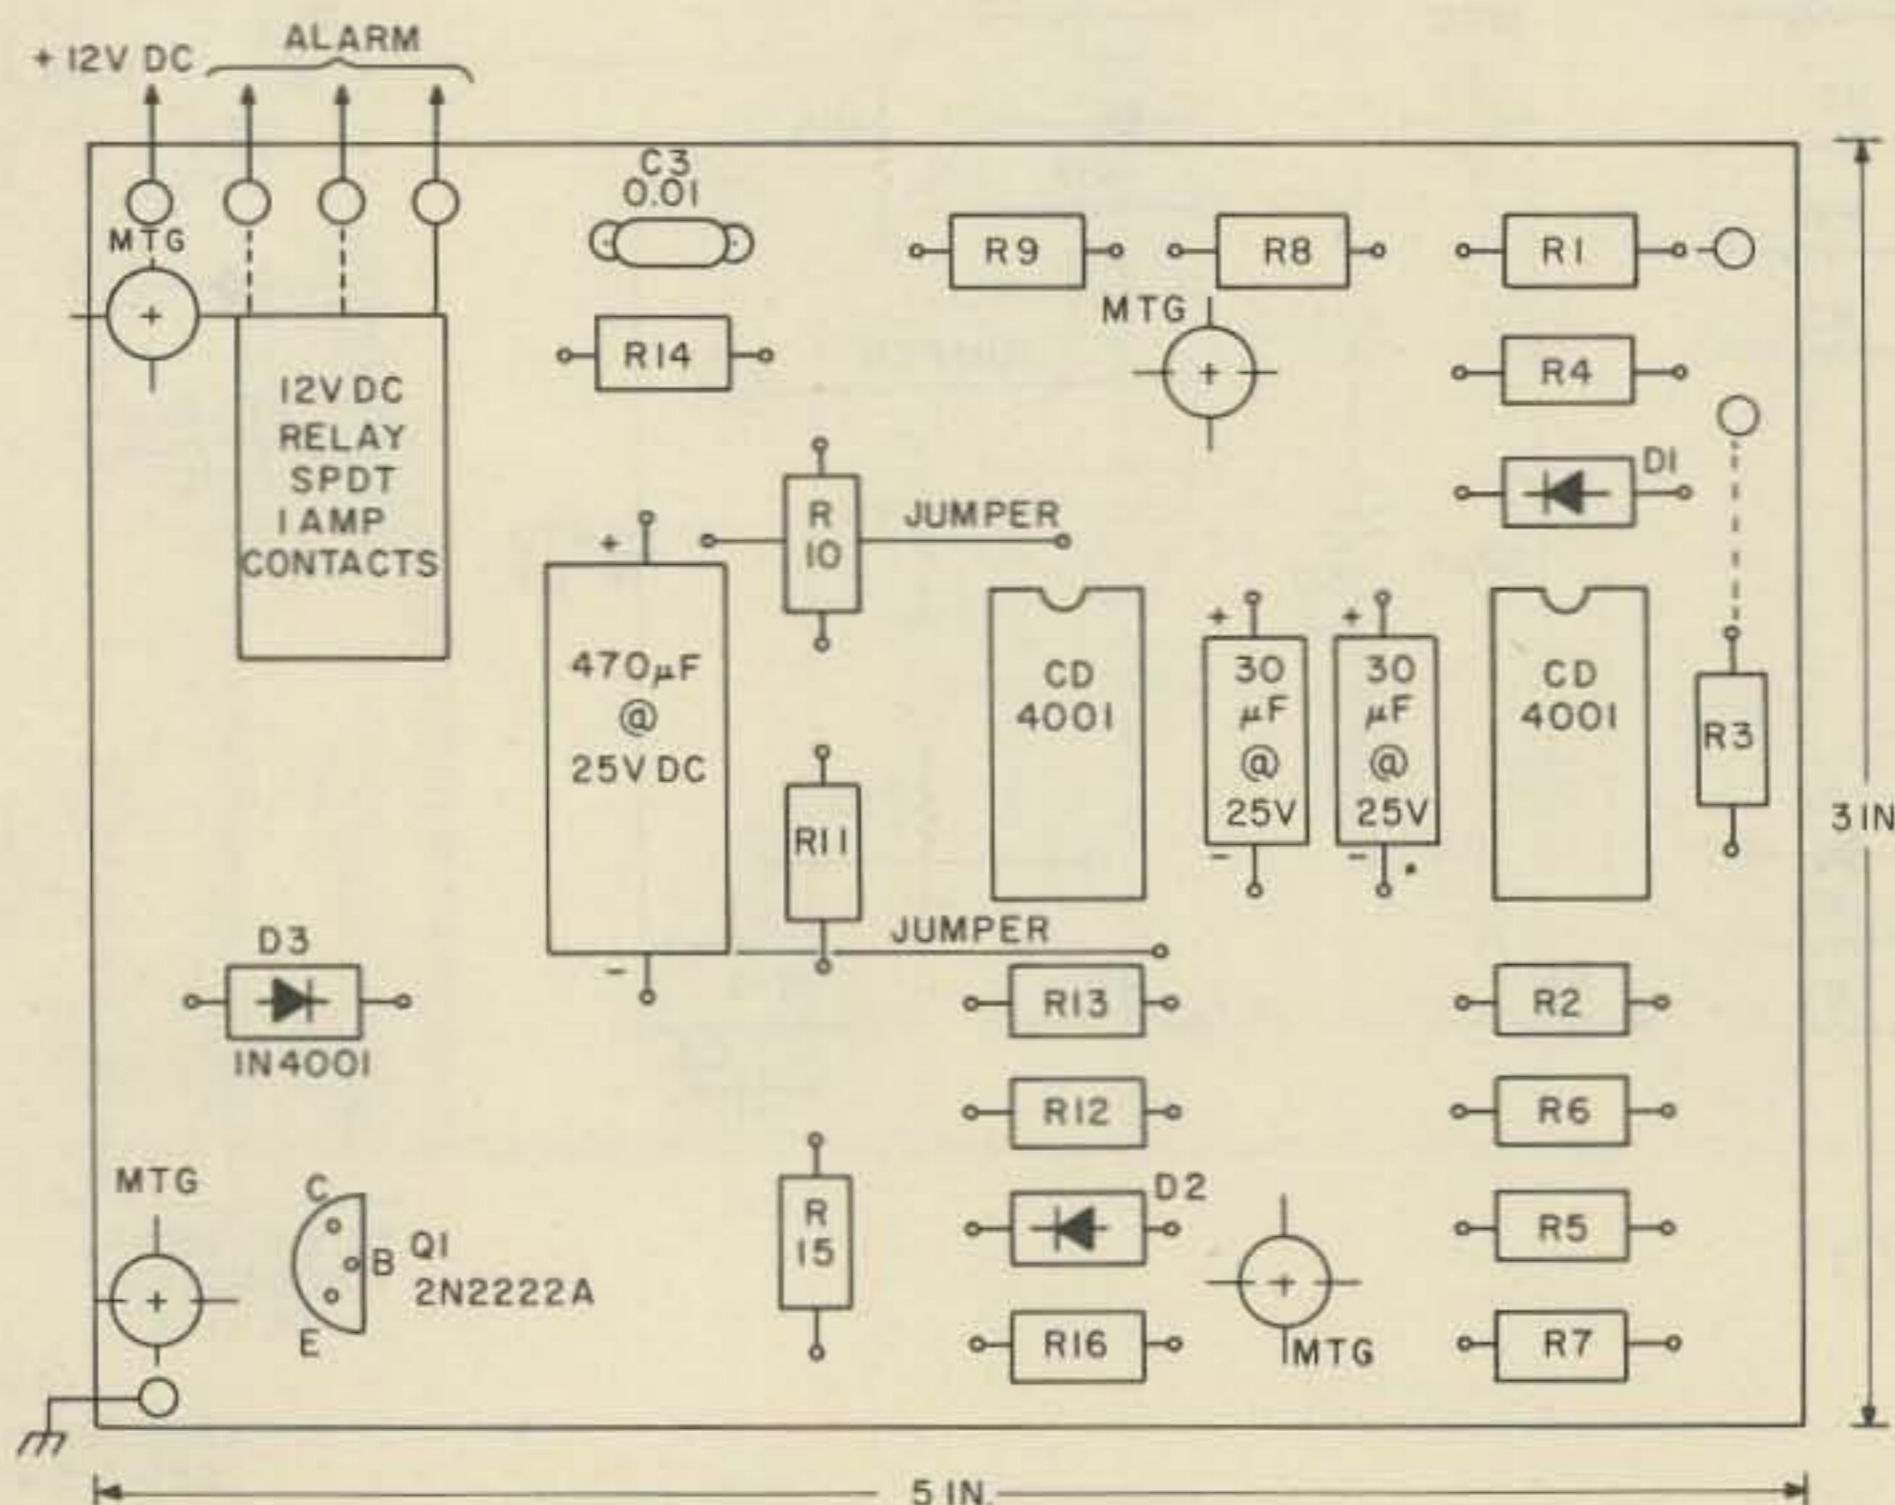 + 12V DC
ALARM
C3
0.01
MTG
R9
R8
R1
MTG
R14
R4
12V DC
RELAY
SPDT
1 AMP
CONTACTS
D1
R
10
JUMPER
+
470µF
@
25V DC
-
CD
4001
+
30
µF
@
25V
-
+
30
µF
@
25V
-
CD
4001
R3
3 IN
R11
JUMPER
D3
1N4001
R13
R2
R12
R6
MTG
C
B
E
Q1
2N2222A
R
15
D2
R5
R16
MTG
R7
5 IN.